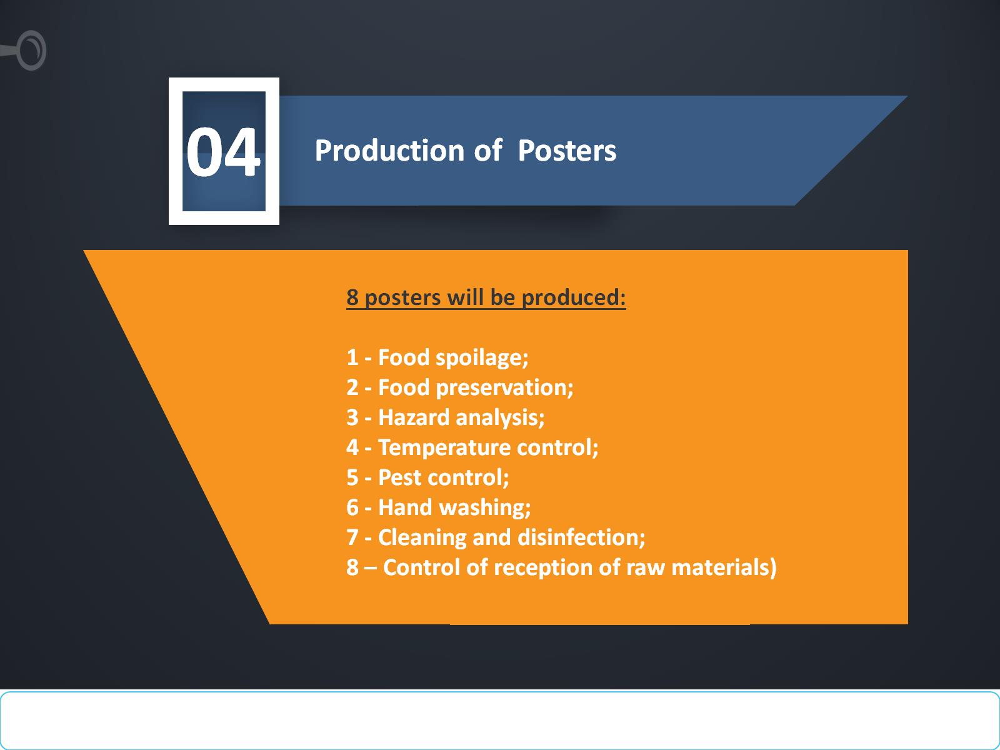 04
Production of  Posters
8 posters will be produced:
1 - Food spoilage;
2 - Food preservation;
3 - Hazard analysis;
4 - Temperature control;
5 - Pest control;
6 - Hand washing;
7 - Cleaning and disinfection;
8 – Control of reception of raw materials)